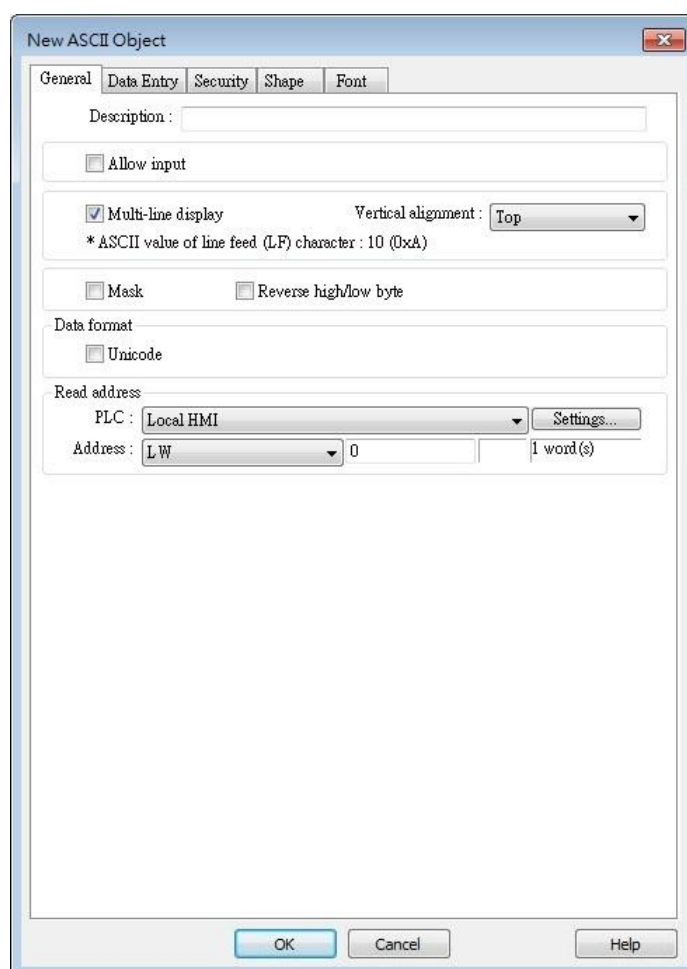 New ASCII Object
General Data Entry Security Shape Font
Description :
Allow input
Multi-line display Vertical alignment : Top
* ASCII value of line feed (LF) character : 10 (0xA)
Mask Reverse high/low byte
Data format
Unicode
Read address
PLC : Local HMI Settings...
Address : LW 0 1 word(s)
OK Cancel Help